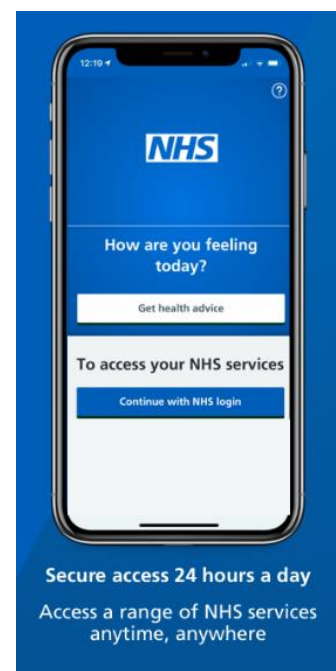 12:19
?
NHS
How are you feeling
today?
Get health advice
To access your NHS services
Continue with NHS login
Secure access 24 hours a day
Access a range of NHS services
anytime, anywhere